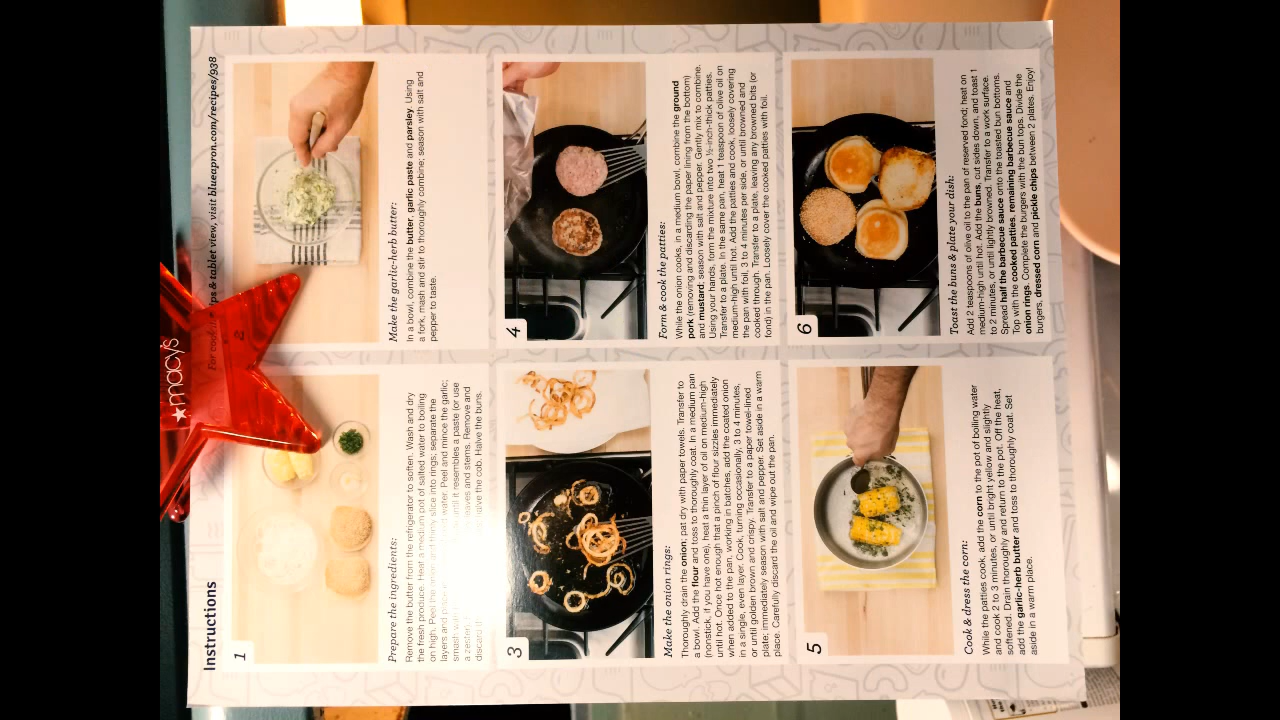 Instructions
For cooking tips & tablet view, visit blueapron.com/recipes/938
1
Prepare the ingredients:
Remove the butter from the refrigerator to soften. Wash and dry
the fresh produce. Heat a medium pot of salted water to boiling
on high. Peel the onion and thinly slice into rings; separate the
layers and place in water. Peel and mince the garlic;
smash until it resembles a paste (or use
a zester). leaves and stems. Remove and
discard the cob. Halve the buns.
Make the garlic-herb butter:
In a bowl, combine the butter, garlic paste and parsley. Using
a fork, mash and stir to thoroughly combine; season with salt and
pepper to taste.
3
Make the onion rings:
Thoroughly drain the onion; pat dry with paper towels. Transfer to
a bowl. Add the flour and toss to thoroughly coat. In a medium pan
(nonstick, if you have one), heat a thin layer of oil on medium-high
until hot. Once hot enough that a pinch of flour sizzles immediately
when added to the pan, working in batches, add the coated onion
in a single, even layer. Cook, turning occasionally, 3 to 4 minutes,
or until golden brown and crispy. Transfer to a paper towel-lined
plate; immediately season with salt and pepper. Set aside in a warm
place. Carefully discard the oil and wipe out the pan.
4
Form & cook the patties:
While the onion cooks, in a medium bowl, combine the ground
pork (removing and discarding the paper lining from the bottom)
and mustard; season with salt and pepper. Gently mix to combine.
Using your hands, form the mixture into two ½-inch-thick patties.
Transfer to a plate. In the same pan, heat 1 teaspoon of olive oil on
medium-high until hot. Add the patties and cook, loosely covering
the pan with foil, 3 to 4 minutes per side, or until browned and
cooked through. Transfer to a plate, leaving any browned bits (or
fond) in the pan. Loosely cover the cooked patties with foil.
5
Cook & dress the corn:
While the patties cook, add the corn to the pot of boiling water
and cook 2 to 3 minutes, or until bright yellow and slightly
softened. Drain thoroughly and return to the pot. Off the heat,
add the garlic-herb butter and toss to thoroughly coat. Set
aside in a warm place.
6
Toast the buns & plate your dish:
Add 2 teaspoons of olive oil to the pan of reserved fond; heat on
medium-high until hot. Add the buns, cut sides down, and toast 1
to 2 minutes, or until lightly browned. Transfer to a work surface.
Spread half the barbecue sauce onto the toasted bun bottoms.
Top with the cooked patties, remaining barbecue sauce and
onion rings. Complete the burgers with the bun tops. Divide the
burgers, dressed corn and pickle chips between 2 plates. Enjoy!
★macy's